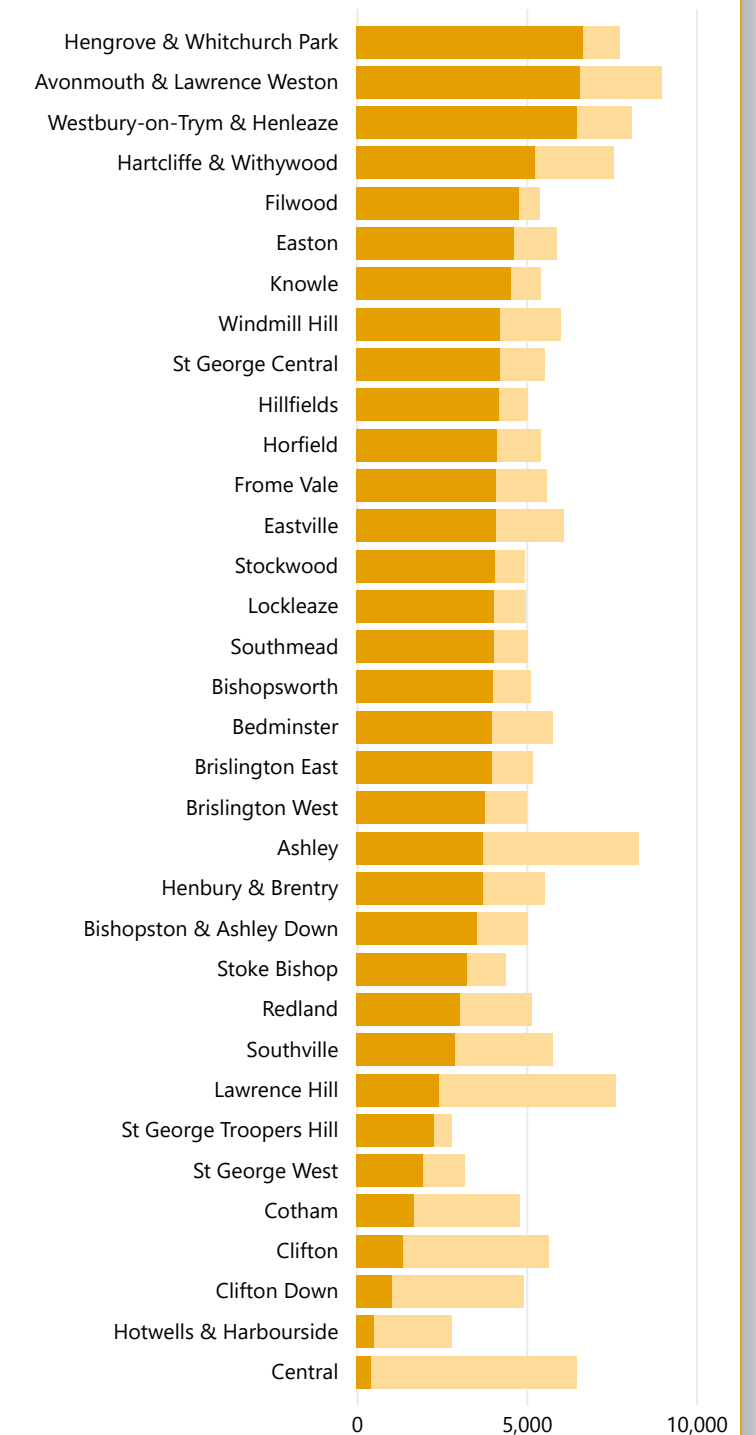 Hengrove & Whitchurch Park
Avonmouth & Lawrence Weston
Westbury-on-Trym & Henleaze
Hartcliffe & Withywood
Filwood
Easton
Knowle
Windmill Hill
St George Central
Hillfields
Horfield
Frome Vale
Eastville
Stockwood
Lockleaze
Southmead
Bishopsworth
Bedminster
Brislington East
Brislington West
Ashley
Henbury & Brentry
Bishopston & Ashley Down
Stoke Bishop
Redland
Southville
Lawrence Hill
St George Troopers Hill
St George West
Cotham
Clifton
Clifton Down
Hotwells & Harbourside
Central
0 5,000 10,000